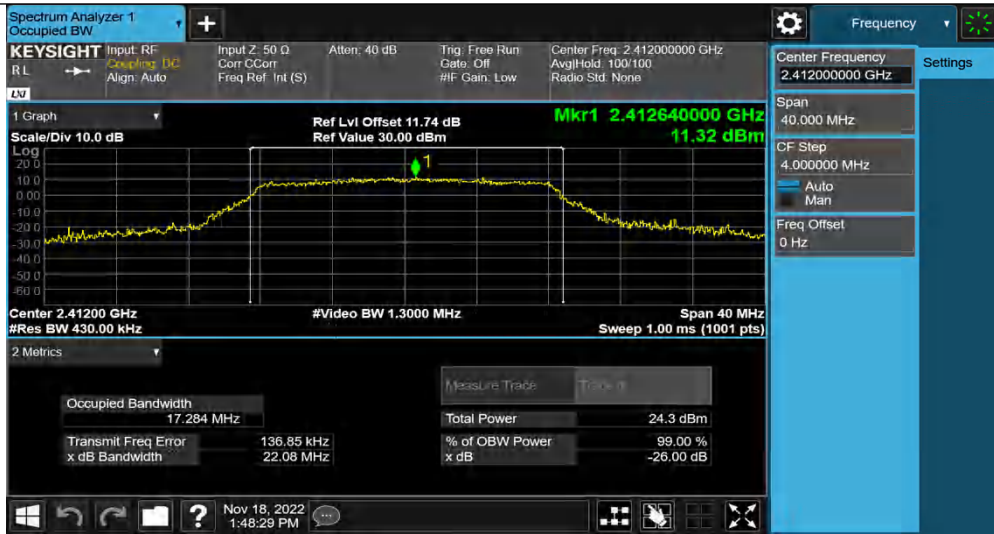 Spectrum Analyzer 1
Occupied BW
Frequency
KEYSIGHT
RL
LXI
Input: RF
Coupling: DC
Align: Auto
Input Z: 50 Ω
Corr CCorr
Freq Ref: Int (S)
Atten: 40 dB
Trig: Free Run
Gate: Off
#IF Gain: Low
Center Freq: 2.412000000 GHz
Avg|Hold: 100/100
Radio Std: None
Center Frequency
2.412000000 GHz
Settings
Span
40.000 MHz
CF Step
4.000000 MHz
Auto
Man
Freq Offset
0 Hz
1 Graph
Scale/Div 10.0 dB
Ref Lvl Offset 11.74 dB
Ref Value 30.00 dBm
Mkr1 2.412640000 GHz
11.32 dBm
Log
20.0
10.0
0.00
-10.0
-20.0
-30.0
-40.0
-50.0
-60.0
1
Center 2.41200 GHz
#Video BW 1.3000 MHz
Span 40 MHz
#Res BW 430.00 kHz
Sweep 1.00 ms (1001 pts)
2 Metrics
Measure Trace
Occupied Bandwidth
17.284 MHz
Total Power 24.3 dBm
Transmit Freq Error 136.85 kHz
% of OBW Power 99.00 %
x dB Bandwidth 22.08 MHz
x dB -26.00 dB
?
Nov 18, 2022
1:48:29 PM